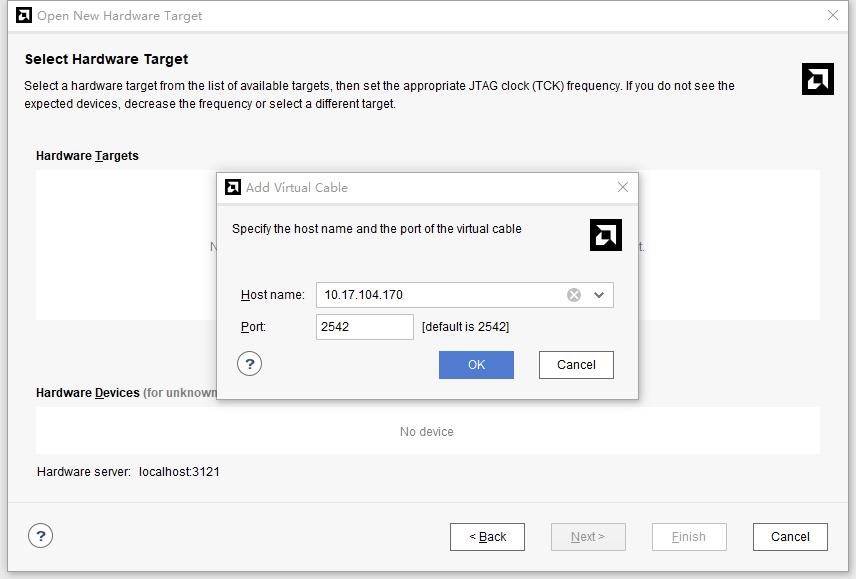 Open New Hardware Target
Select Hardware Target
Select a hardware target from the list of available targets, then set the appropriate JTAG clock (TCK) frequency. If you do not see the
expected devices, decrease the frequency or select a different target.
Hardware Targets
Add Virtual Cable
Specify the host name and the port of the virtual cable
Host name: 10.17.104.170
Port: 2542 [default is 2542]
? OK Cancel
Hardware Devices (for unknown
No device
Hardware server: localhost:3121
? < Back Next > Finish Cancel